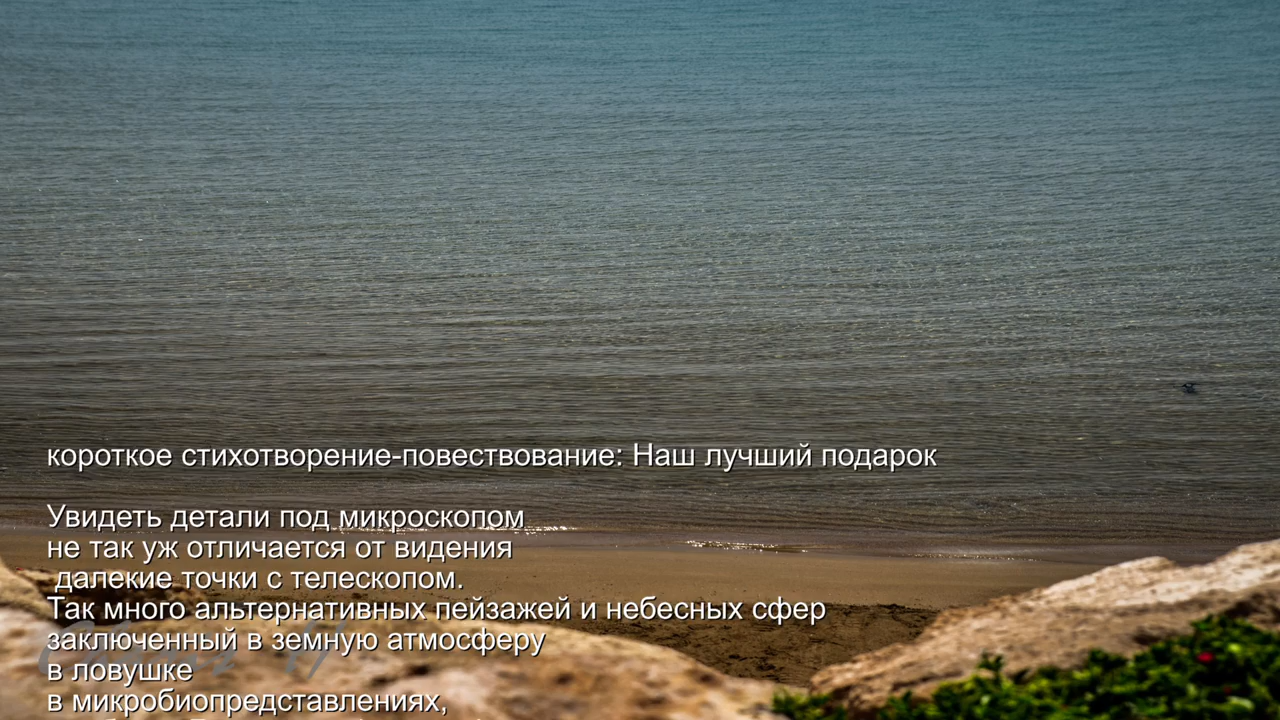 короткое стихотворение-повествование: Наш лучший подарок
Увидеть детали под микроскопом
не так уж отличается от видения
далекие точки с телескопом.
Так много альтернативных пейзажей и небесных сфер
заключенный в земную атмосферу
в ловушке
в микробиопредставлениях,